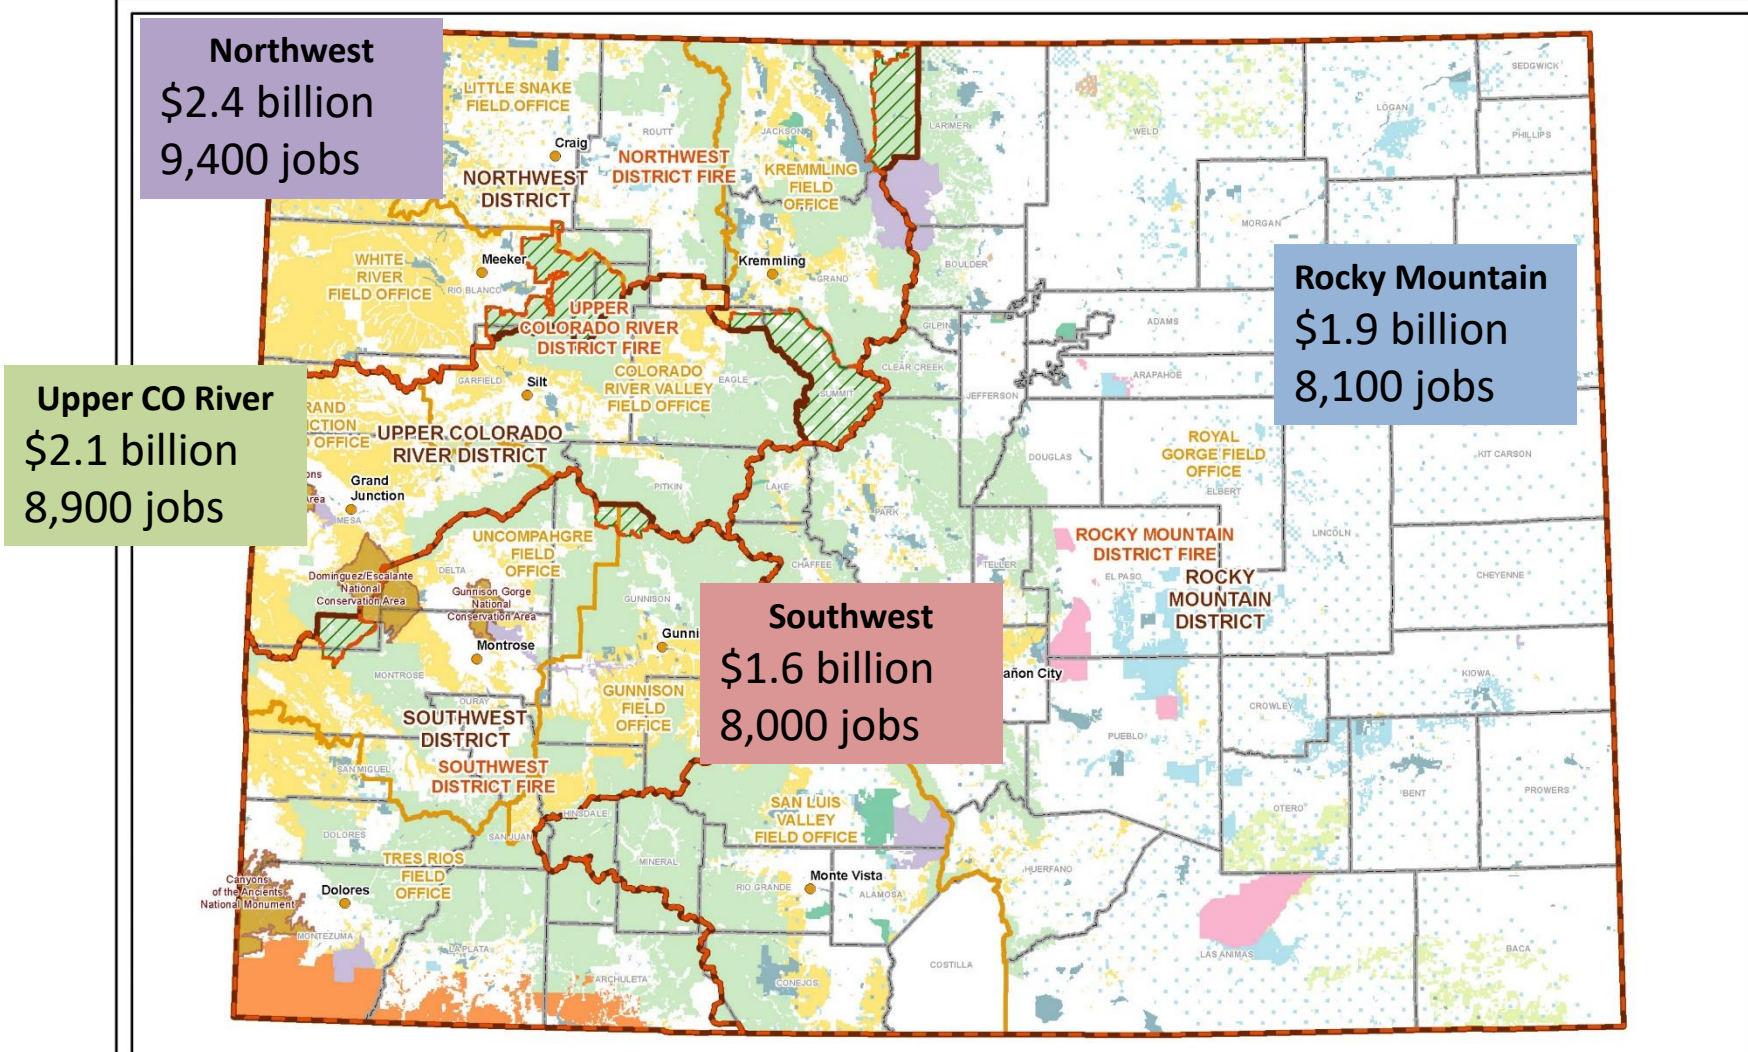 Northwest
$2.4 billion
9,400 jobs
Upper CO River
$2.1 billion
8,900 jobs
Rocky Mountain
$1.9 billion
8,100 jobs
Southwest
$1.6 billion
8,000 jobs
LITTLE SNAKE
FIELD OFFICE
Craig
NORTHWEST
DISTRICT
ROUTT
NORTHWEST
DISTRICT FIRE
JACKSON
KREMMLING
FIELD
OFFICE
LARIMER
WELD
LOGAN
SEDGWICK
PHILLIPS
MORGAN
WHITE
RIVER
FIELD OFFICE
Meeker
RIO BLANCO
Kremmling
GRAND
BOULDER
UPPER
COLORADO RIVER
DISTRICT FIRE
GILPIN
ADAMS
GARFIELD
Silt
COLORADO
RIVER VALLEY
FIELD OFFICE
EAGLE
SUMMIT
CLEAR CREEK
JEFFERSON
ARAPAHOE
RAND
NCTION
OFFICE
UPPER COLORADO
RIVER DISTRICT
DOUGLAS
ROYAL
GORGE FIELD
OFFICE
ELBERT
KIT CARSON
ons
rea
Grand
Junction
MESA
PITKIN
LAKE
PARK
UNCOMPAHGRE
FIELD
OFFICE
DELTA
CHAFFEE
TELLER
ROCKY MOUNTAIN
DISTRICT FIRE
EL PASO
LINCOLN
CHEYENNE
ROCKY
MOUNTAIN
DISTRICT
Dominguez/Escalante
National
Conservation Area
Gunnison Gorge
National
Conservation Area
GUNNISON
Gunni
Montrose
MONTROSE
añon City
KIOWA
OURAY
GUNNISON
FIELD
OFFICE
CROWLEY
SOUTHWEST
DISTRICT
PUEBLO
SAN MIGUEL
SOUTHWEST
DISTRICT FIRE
BENT
PROWERS
OTERO
HINSDALE
SAN LUIS
VALLEY
FIELD OFFICE
DOLORES
SAN JUAN
TRES RIOS
FIELD
OFFICE
MINERAL
RIO GRANDE
Monte Vista
ALAMOSA
HUERFANO
Canyons
of the Ancients
National Monument
Dolores
MONTEZUMA
LA PLATA
ARCHULETA
CONEJOS
COSTILLA
LAS ANIMAS
BACA